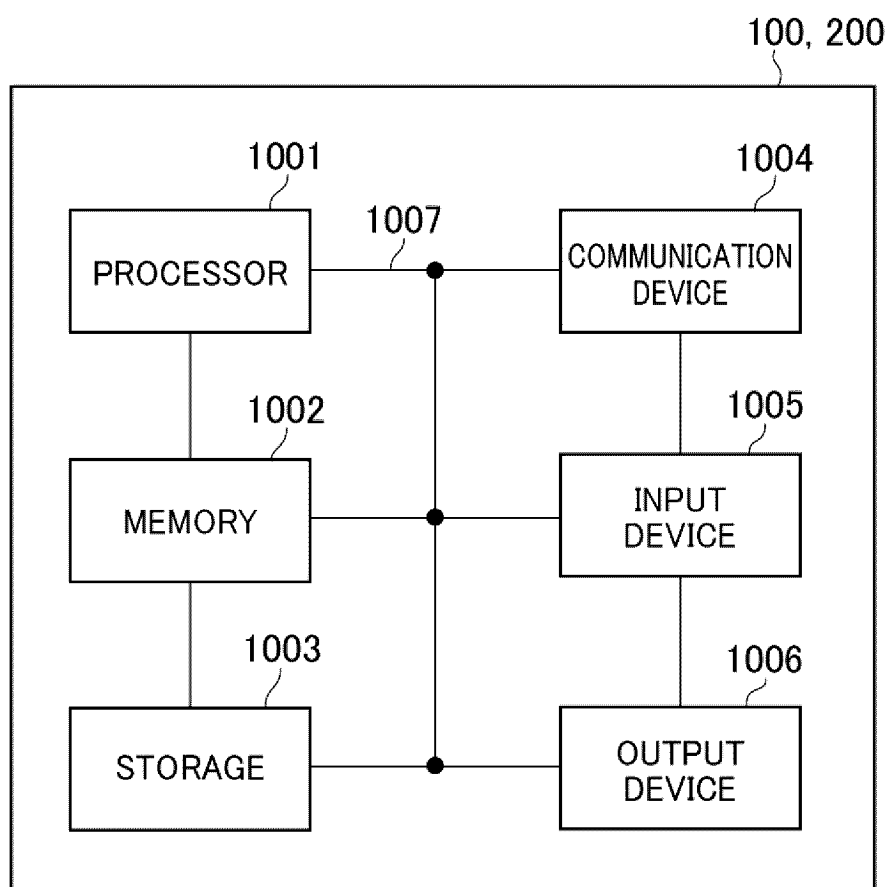 100, 200
1001
PROCESSOR
1007
1004
COMMUNICATION
DEVICE
1002
MEMORY
1005
INPUT
DEVICE
1003
STORAGE
1006
OUTPUT
DEVICE